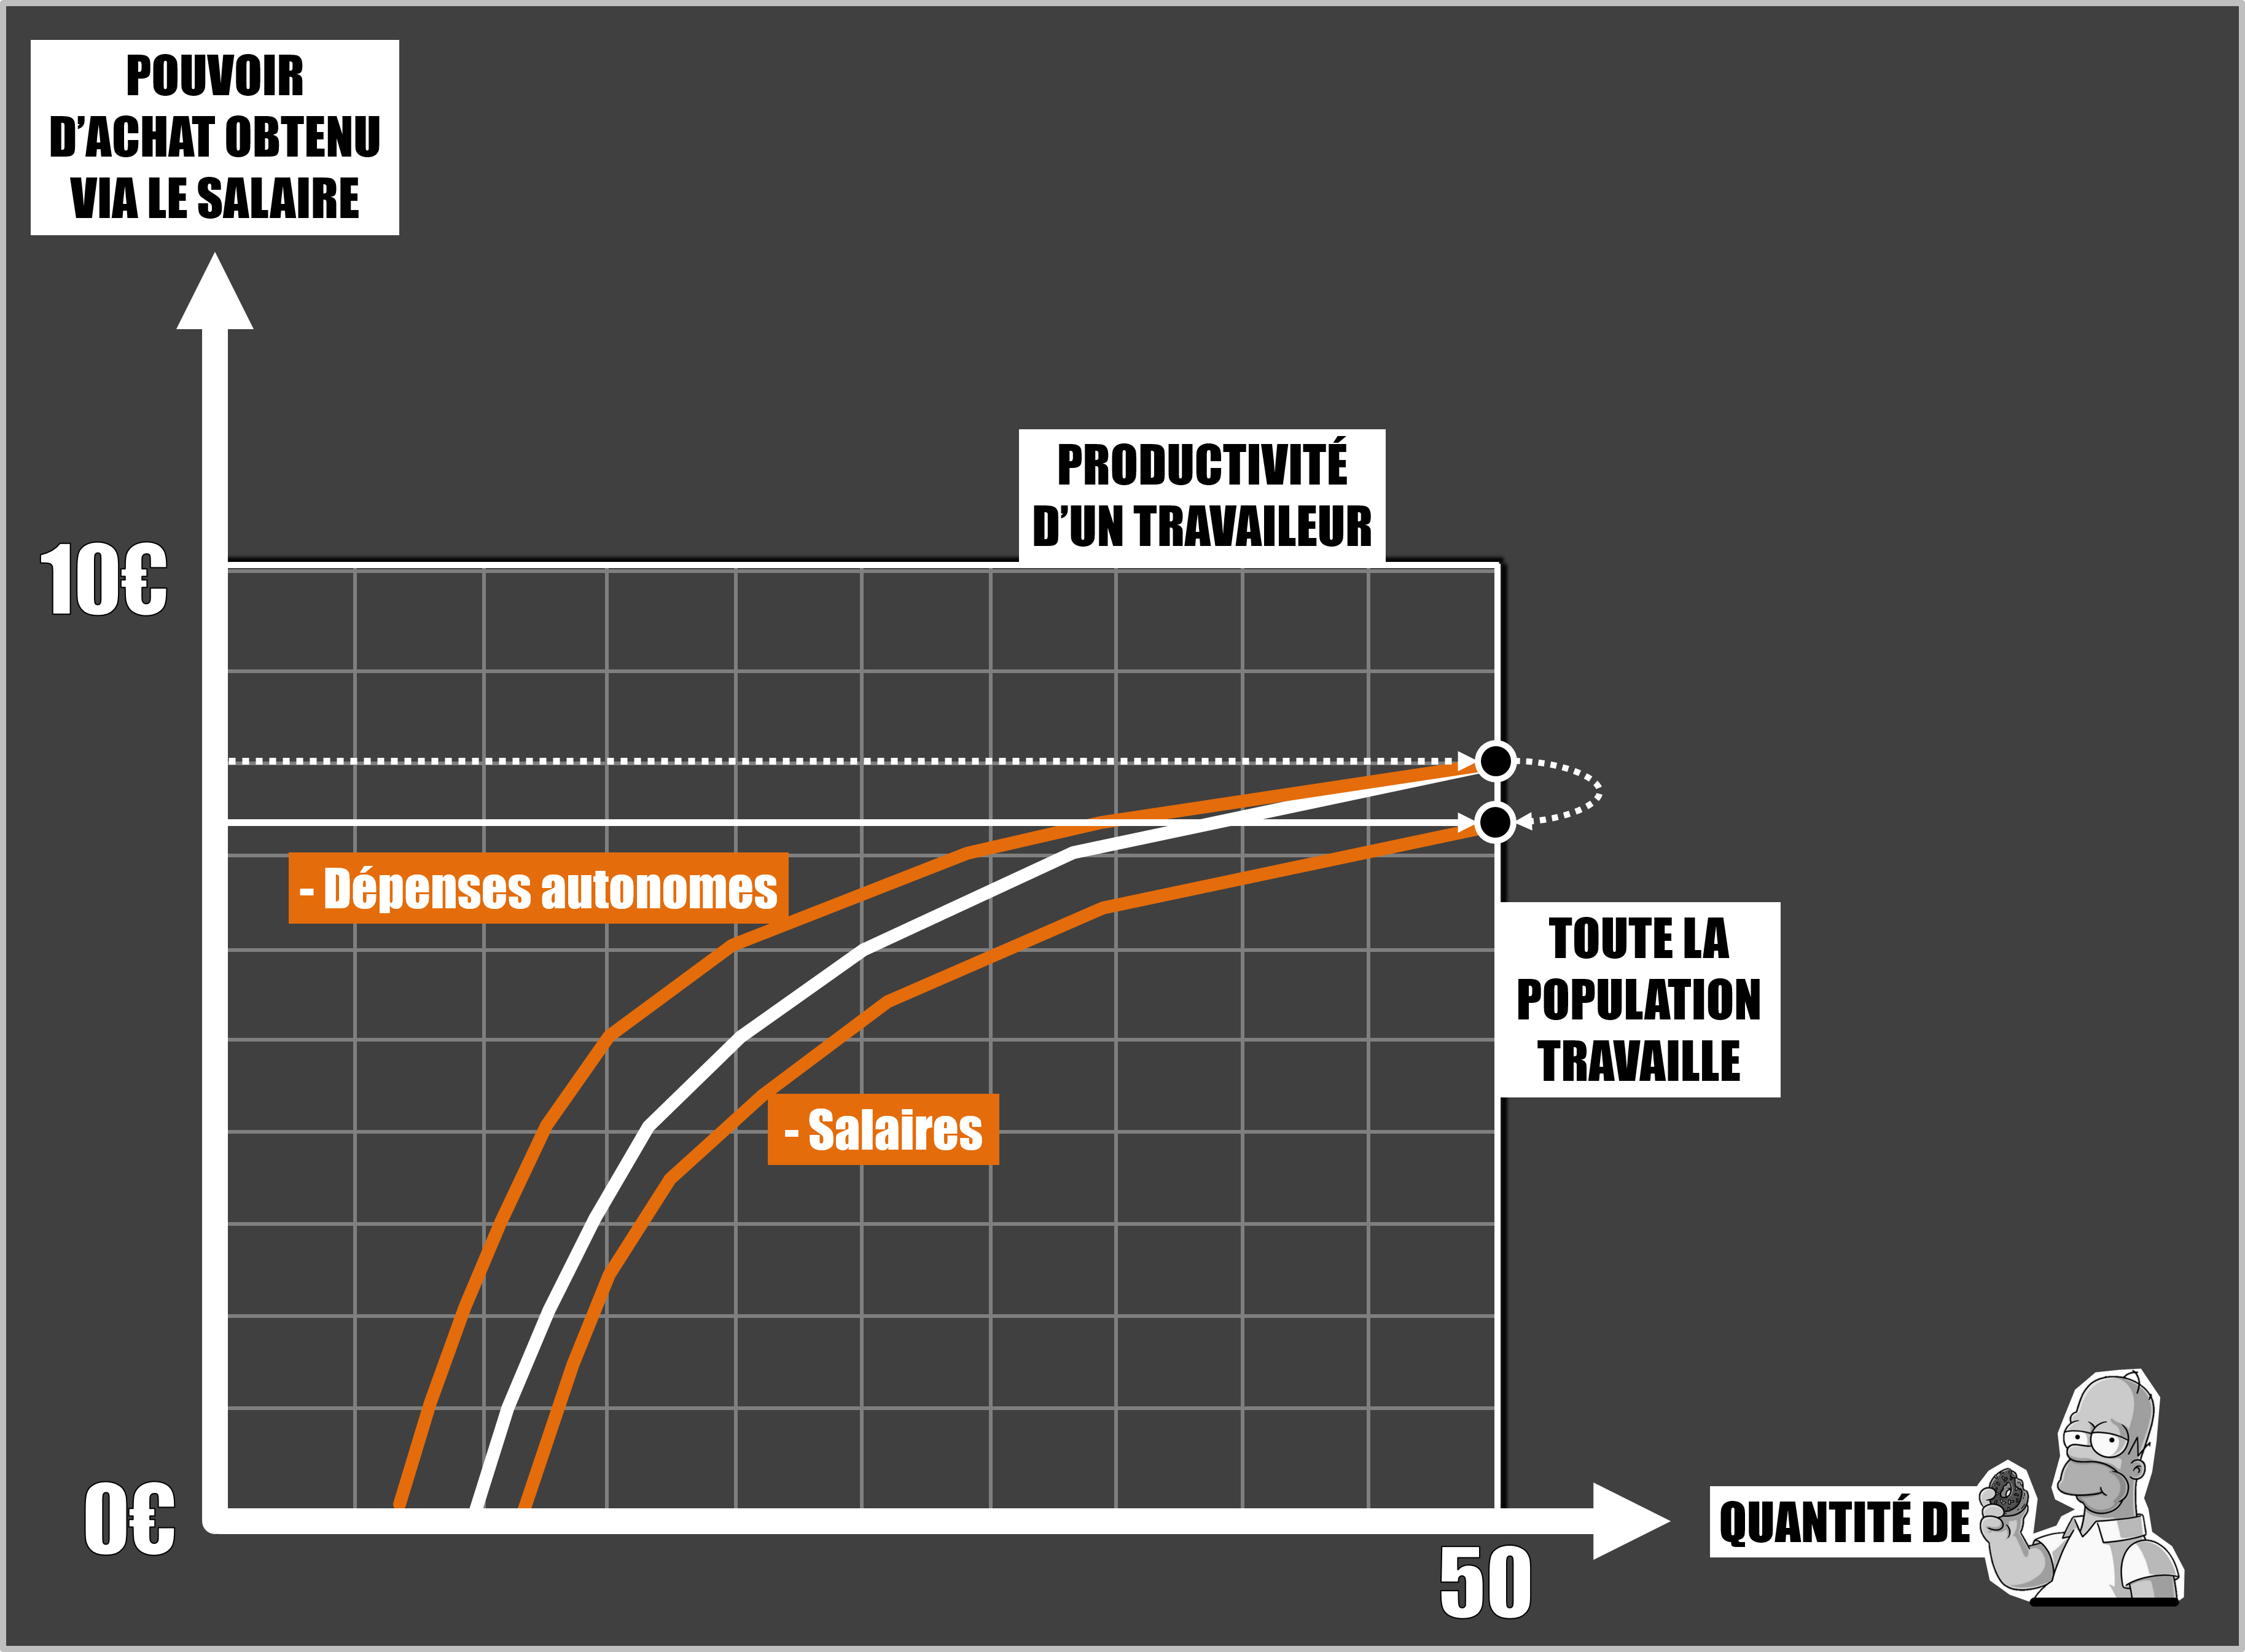 POUVOIR
D’ACHAT OBTENU
VIA LE SALAIRE
PRODUCTIVITÉ
D’UN TRAVAILEUR
10€
- Dépenses autonomes
TOUTE LA
POPULATION
TRAVAILLE
- Salaires
0€
QUANTITÉ DE
50